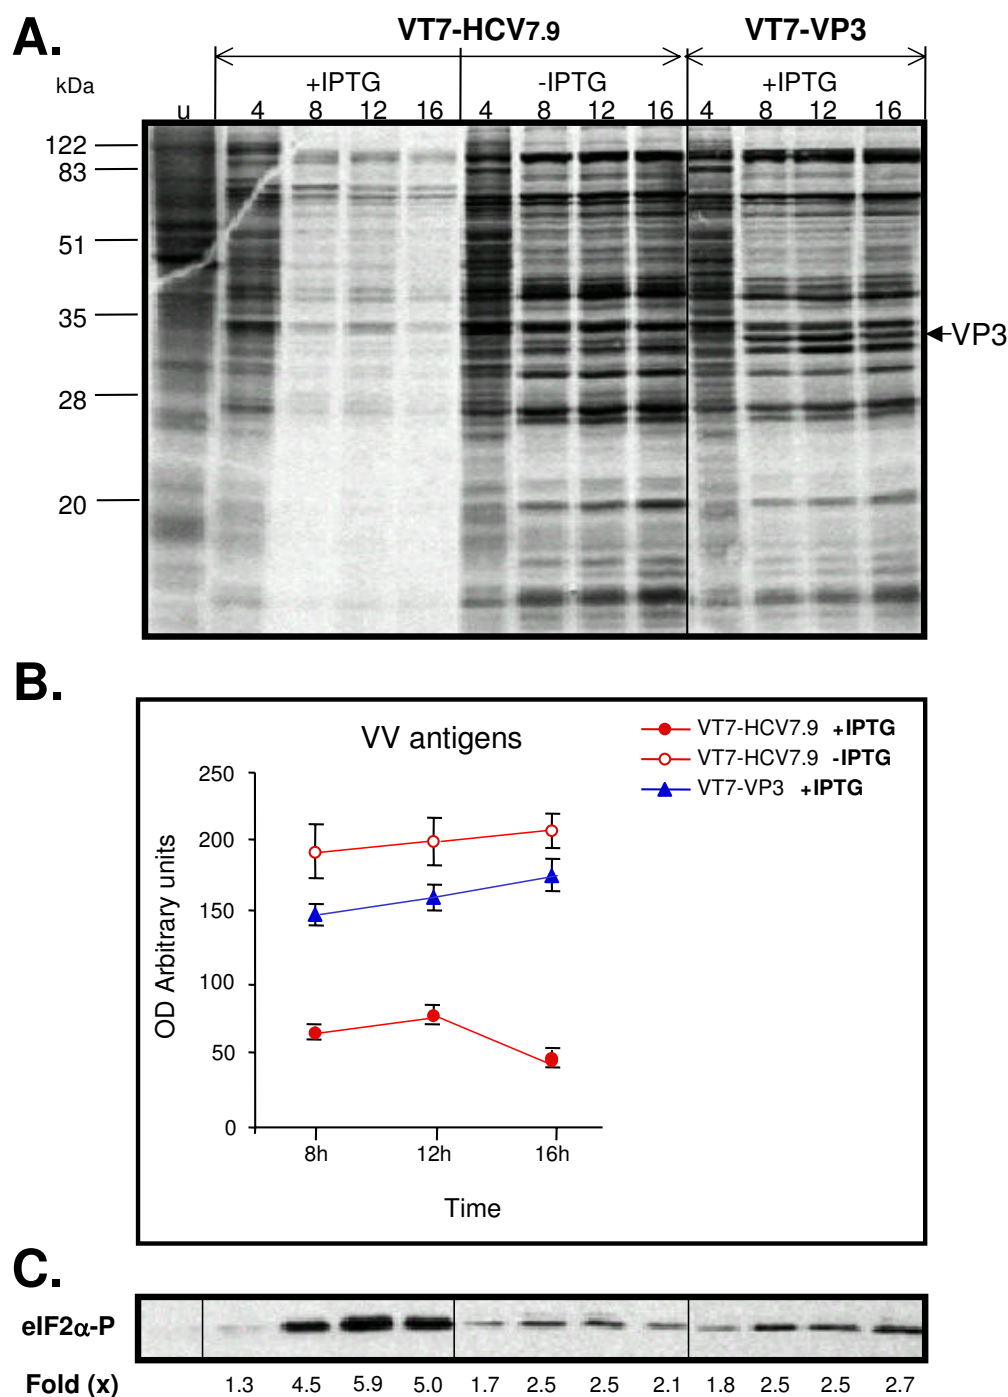 A.
VT7-HCV7.9 VT7-VP3
kDa +IPTG -IPTG +IPTG
u 4 8 12 16 4 8 12 16 4 8 12 16
122
83
51
35
VP3
28
20
B.
VV antigens
VT7-HCV7.9 +IPTG
VT7-HCV7.9 -IPTG
VT7-VP3 +IPTG
250
200
150
100
50
0
OD Arbitrary units
8h 12h 16h
Time
C.
eIF2α-P
Fold (x) 1.3 4.5 5.9 5.0 1.7 2.5 2.5 2.1 1.8 2.5 2.5 2.7